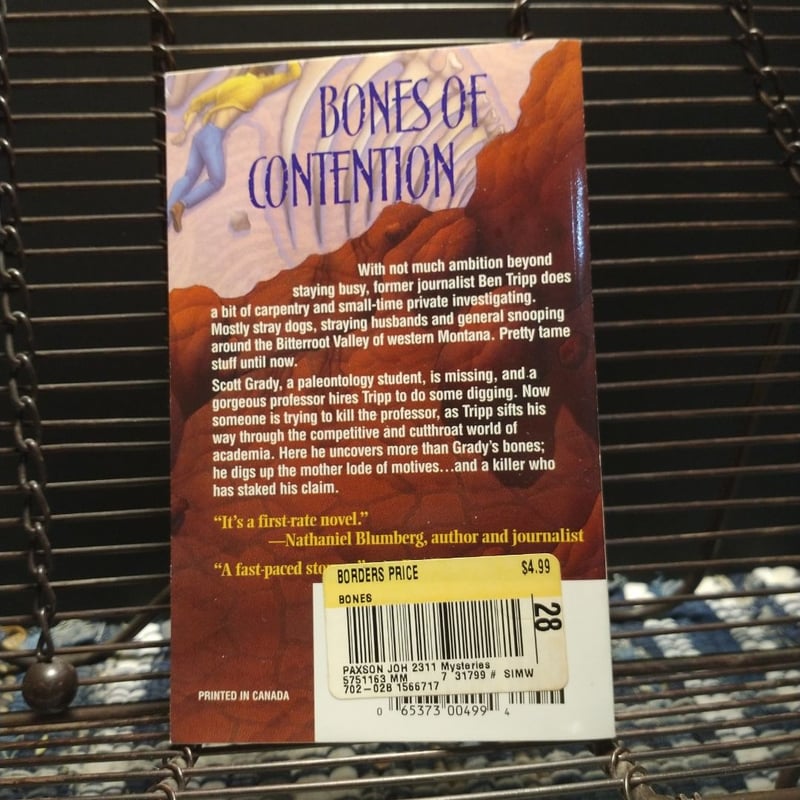 BONES OF
CONTENTION
With not much ambition beyond
staying busy, former journalist Ben Tripp does
a bit of carpentry and small-time private investigating.
Mostly stray dogs, straying husbands and general snooping
around the Bitterroot Valley of western Montana. Pretty tame
stuff until now.
Scott Grady, a paleontology student, is missing, and a
gorgeous professor hires Tripp to do some digging. Now
someone is trying to kill the professor, as Tripp sifts his
way through the competitive and cutthroat world of
academia. Here he uncovers more than Grady's bones;
he digs up the mother lode of motives...and a killer who
has staked his claim.
"It's a first-rate novel."
—Nathaniel Blumberg, author and journalist
"A fast-paced
BORDERS PRICE $4.99
BONES
28
PAXSON JOH 2311 Mysteries
5751163 MM 7 31799 # SIMW
702-02B 1566717
PRINTED IN CANADA
0 65373 00499 4